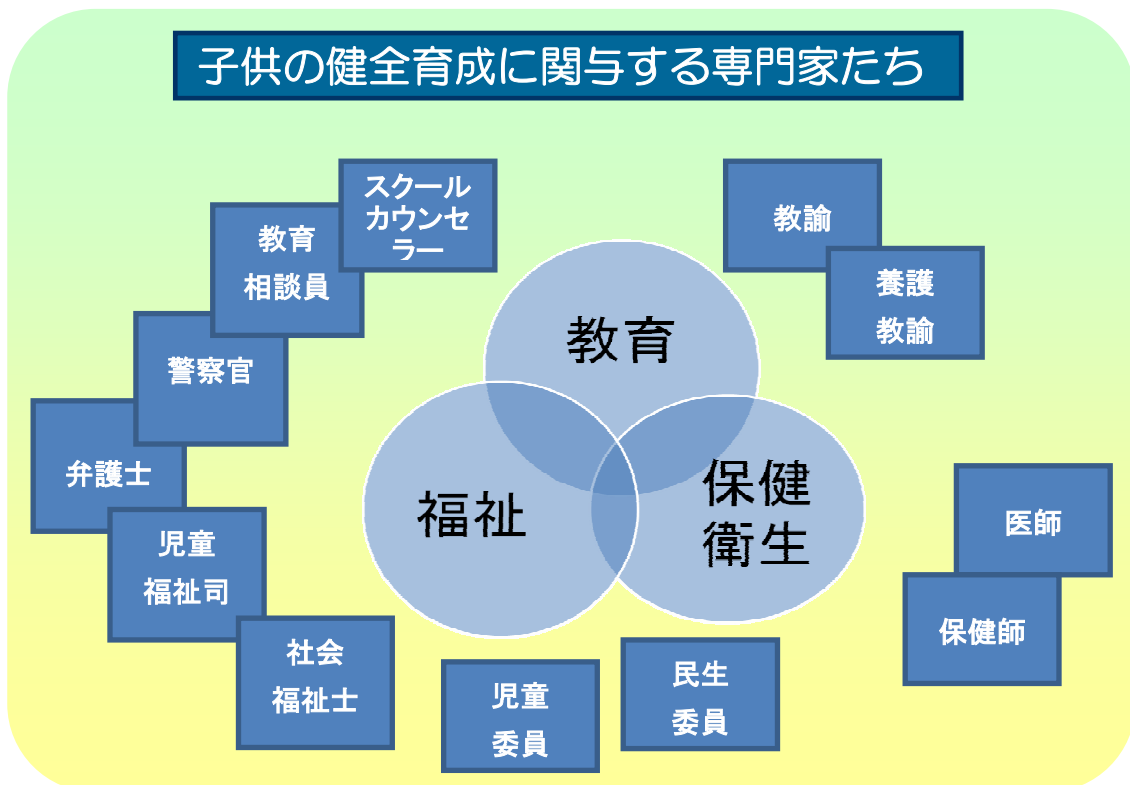 子供の健全育成に関与する専門家たち
スクール
カウンセ
ラー
教育
相談員
警察官
弁護士
児童
福祉司
社会
福祉士
児童
委員
民生
委員
教諭
養護
教諭
医師
保健師
教育
福祉
保健
衛生